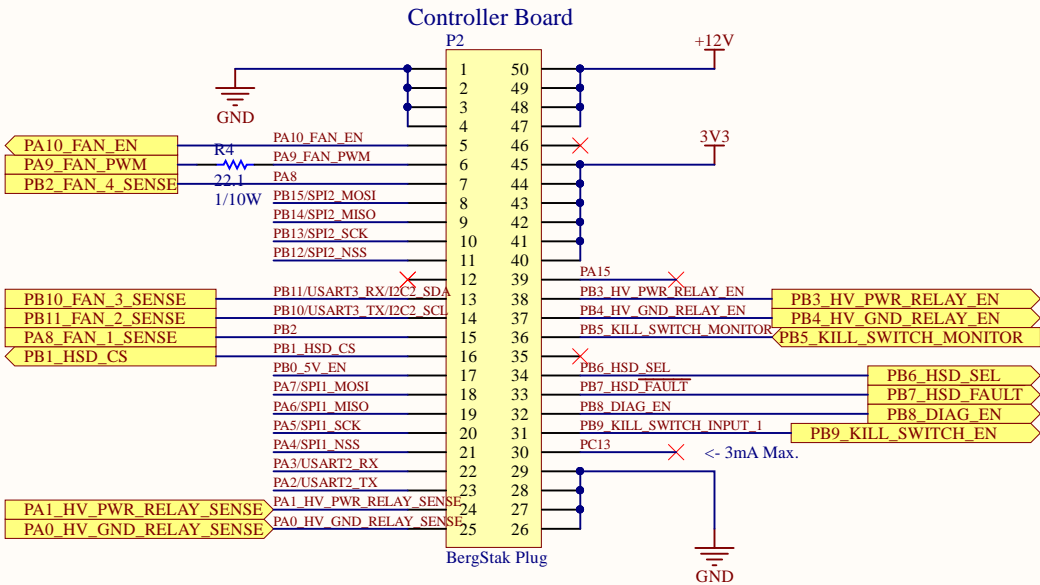 Controller Board
P2
+12V
1 50
2 49
3 48
GND
4 47
PA10_FAN_EN PA10_FAN_EN 5 46 3V3
PA9_FAN_PWM R4 PA9_FAN_PWM 6 45
PB2_FAN_4_SENSE 22.1 PA8 7 44
1/10W PB15/SPI2_MOSI 8 43
PB14/SPI2_MISO 9 42
PB13/SPI2_SCK 10 41
PB12/SPI2_NSS 11 40
12 39 PA15
PB10_FAN_3_SENSE PB11/USART3_RX/I2C2_SDA 13 38 PB3_HV_PWR_RELAY_EN PB3_HV_PWR_RELAY_EN
PB11_FAN_2_SENSE PB10/USART3_TX/I2C2_SCL 14 37 PB4_HV_GND_RELAY_EN PB4_HV_GND_RELAY_EN
PA8_FAN_1_SENSE PB2 15 36 PB5_KILL_SWITCH_MONITOR PB5_KILL_SWITCH_MONITOR
PB1_HSD_CS PB1_HSD_CS 16 35
PB0_5V_EN 17 34 PB6_HSD_SEL PB6_HSD_SEL
PA7/SPI1_MOSI 18 33 PB7_HSD_FAULT PB7_HSD_FAULT
PA6/SPI1_MISO 19 32 PB8_DIAG_EN PB8_DIAG_EN
PA5/SPI1_SCK 20 31 PB9_KILL_SWITCH_INPUT_1 PB9_KILL_SWITCH_EN
PA4/SPI1_NSS 21 30 PC13 <- 3mA Max.
PA3/USART2_RX 22 29
PA2/USART2_TX 23 28
PA1_HV_PWR_RELAY_SENSE PA1_HV_PWR_RELAY_SENSE 24 27
PA0_HV_GND_RELAY_SENSE PA0_HV_GND_RELAY_SENSE 25 26
BergStak Plug
GND